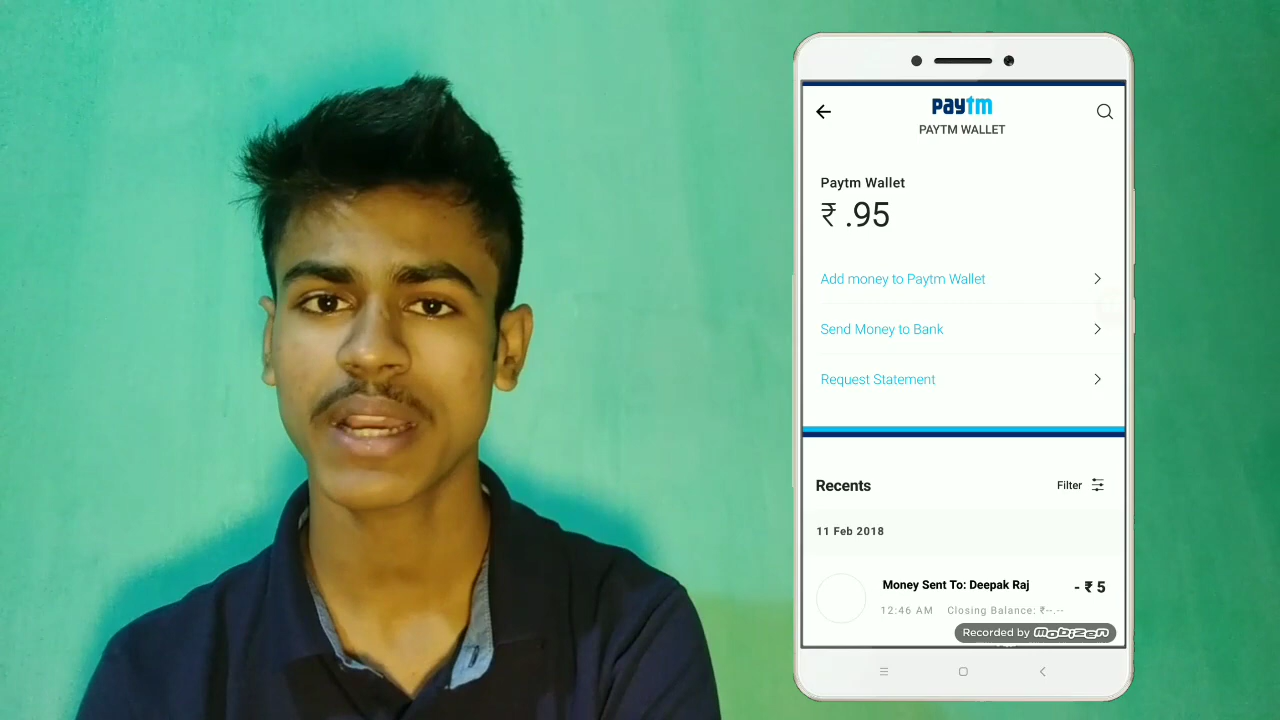 paytm
PAYTM WALLET
Paytm Wallet
₹ .95
Add money to Paytm Wallet
Send Money to Bank
Request Statement
Recents
Filter
11 Feb 2018
Money Sent To: Deepak Raj
- ₹ 5
12:46 AM Closing Balance: ₹--.--
Recorded by MOBIZEN